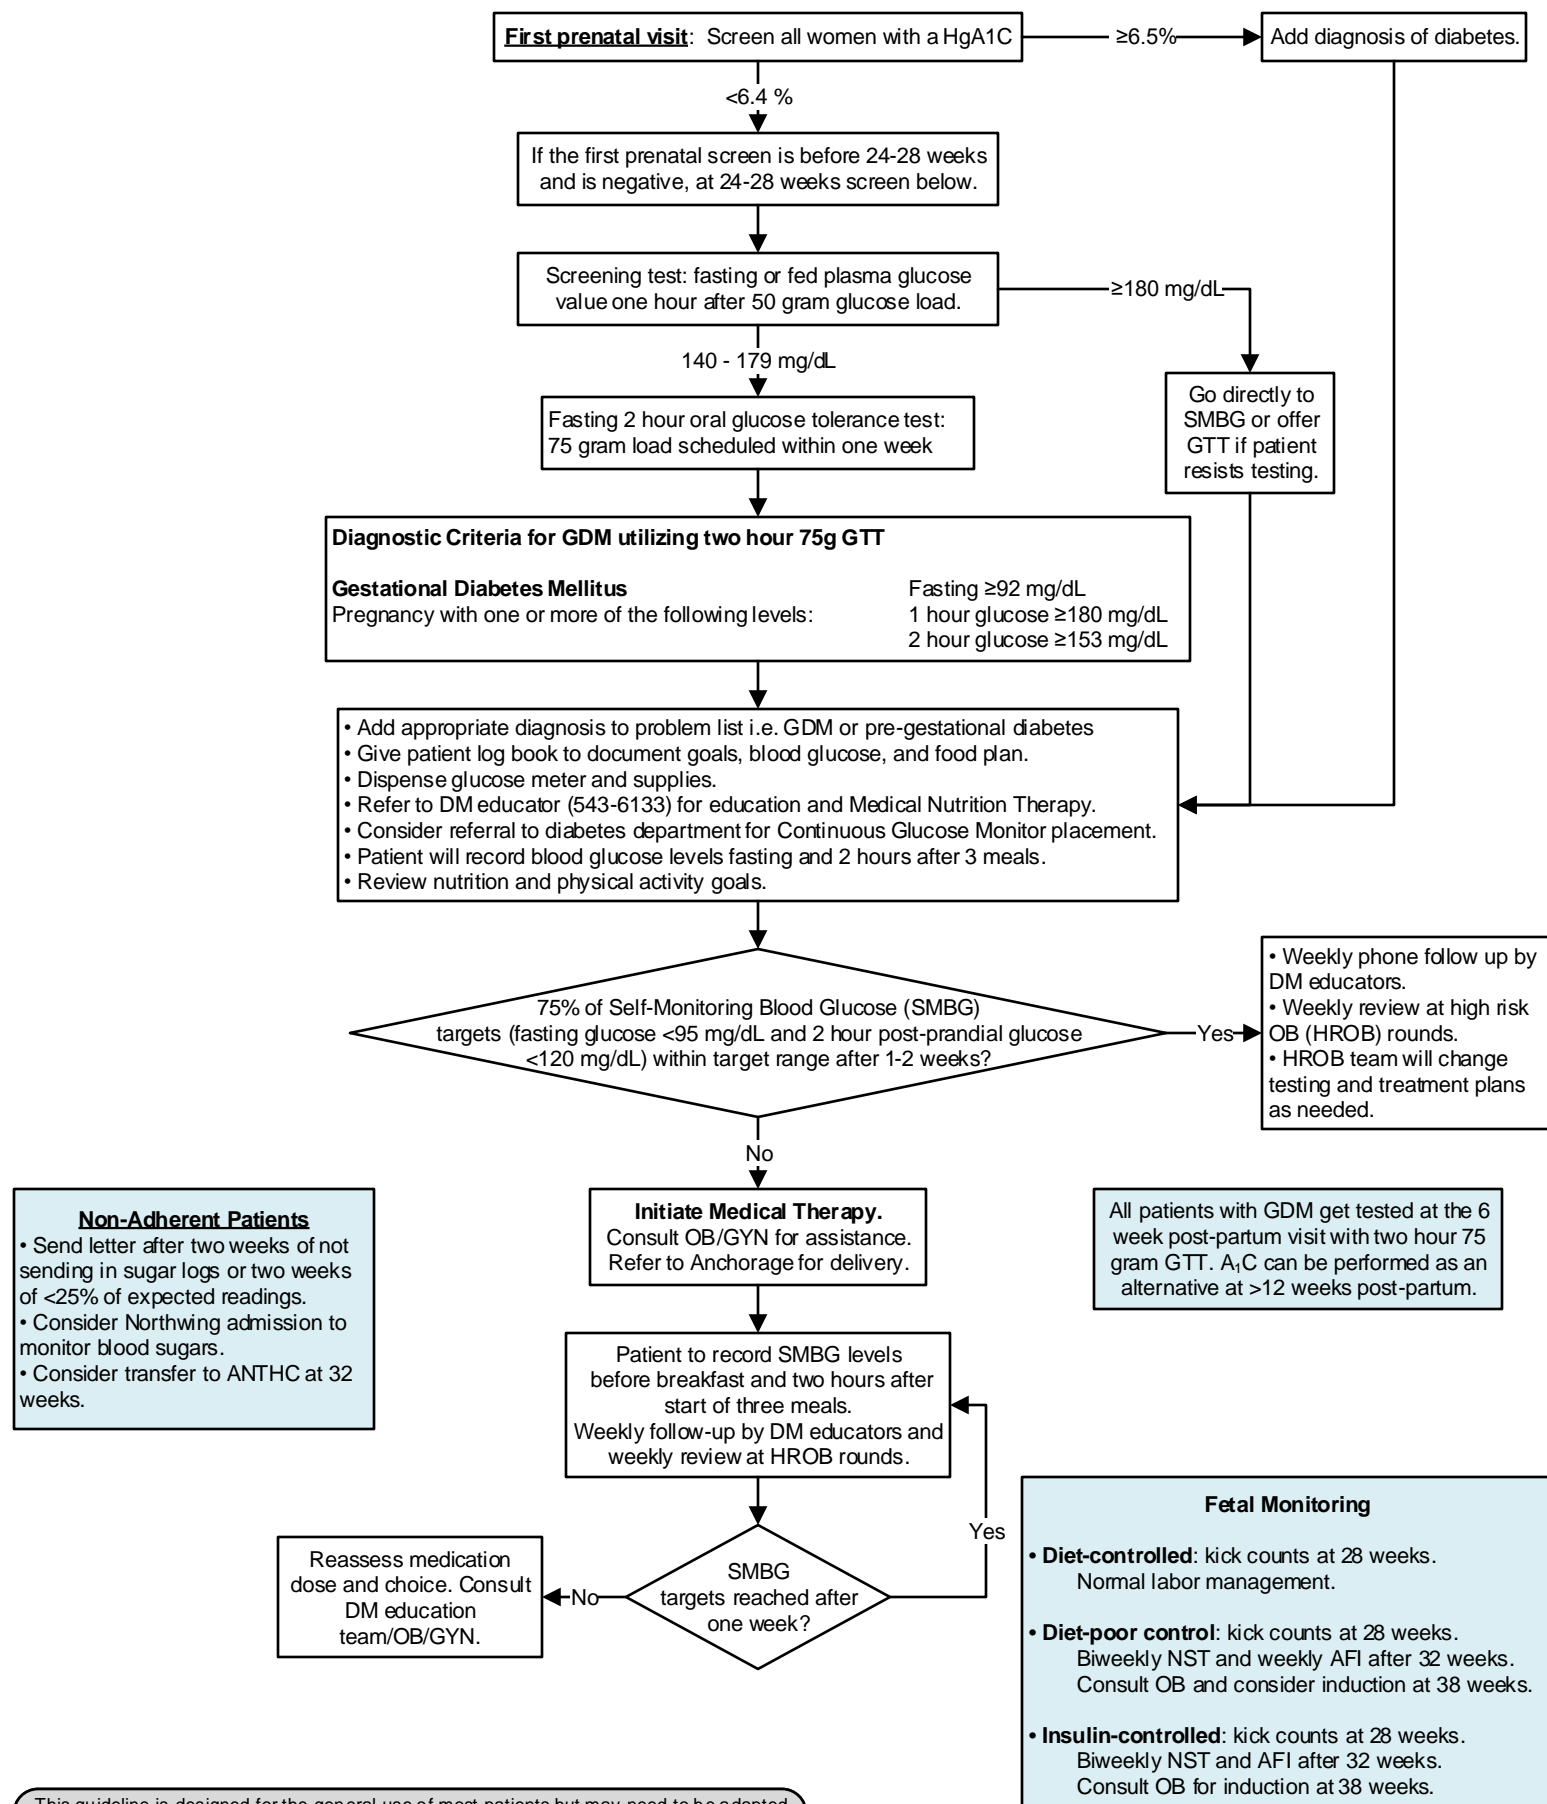 First prenatal visit: Screen all women with a HgA1C
≥6.5%
Add diagnosis of diabetes.
<6.4 %
If the first prenatal screen is before 24-28 weeks
and is negative, at 24-28 weeks screen below.
Screening test: fasting or fed plasma glucose
value one hour after 50 gram glucose load.
≥180 mg/dL
140 - 179 mg/dL
Go directly to
SMBG or offer
GTT if patient
resists testing.
Fasting 2 hour oral glucose tolerance test:
75 gram load scheduled within one week
Diagnostic Criteria for GDM utilizing two hour 75g GTT
Gestational Diabetes Mellitus
Pregnancy with one or more of the following levels:
Fasting ≥92 mg/dL
1 hour glucose ≥180 mg/dL
2 hour glucose ≥153 mg/dL
• Add appropriate diagnosis to problem list i.e. GDM or pre-gestational diabetes
• Give patient log book to document goals, blood glucose, and food plan.
• Dispense glucose meter and supplies.
• Refer to DM educator (543-6133) for education and Medical Nutrition Therapy.
• Consider referral to diabetes department for Continuous Glucose Monitor placement.
• Patient will record blood glucose levels fasting and 2 hours after 3 meals.
• Review nutrition and physical activity goals.
75% of Self-Monitoring Blood Glucose (SMBG)
targets (fasting glucose <95 mg/dL and 2 hour post-prandial glucose
<120 mg/dL) within target range after 1-2 weeks?
Yes
• Weekly phone follow up by
DM educators.
• Weekly review at high risk
OB (HROB) rounds.
• HROB team will change
testing and treatment plans
as needed.
No
Non-Adherent Patients
• Send letter after two weeks of not
sending in sugar logs or two weeks
of <25% of expected readings.
• Consider Northwing admission to
monitor blood sugars.
• Consider transfer to ANTHC at 32
weeks.
Initiate Medical Therapy.
Consult OB/GYN for assistance.
Refer to Anchorage for delivery.
All patients with GDM get tested at the 6
week post-partum visit with two hour 75
gram GTT. A₁C can be performed as an
alternative at >12 weeks post-partum.
Patient to record SMBG levels
before breakfast and two hours after
start of three meals.
Weekly follow-up by DM educators and
weekly review at HROB rounds.
Yes
SMBG
targets reached after
one week?
No
Reassess medication
dose and choice. Consult
DM education
team/OB/GYN.
Fetal Monitoring
• Diet-controlled: kick counts at 28 weeks.
Normal labor management.
• Diet-poor control: kick counts at 28 weeks.
Biweekly NST and weekly AFI after 32 weeks.
Consult OB and consider induction at 38 weeks.
• Insulin-controlled: kick counts at 28 weeks.
Biweekly NST and AFI after 32 weeks.
Consult OB for induction at 38 weeks.
This guideline is designed for the general use of most patients but may need to be adapted